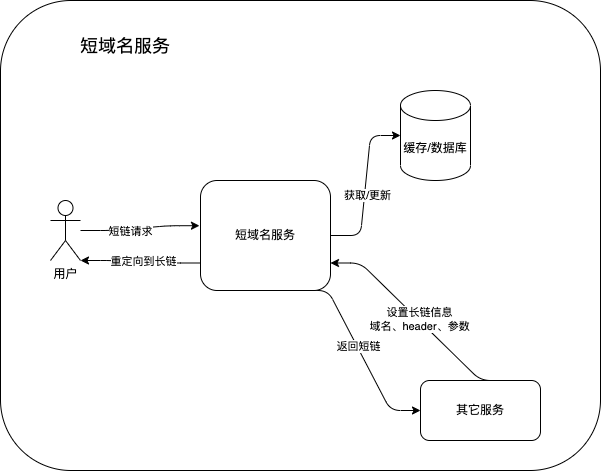 短域名服务
缓存/数据库
获取/更新
短链请求
短域名服务
重定向到长链
用户
设置长链信息
域名、header、参数
返回短链
其它服务